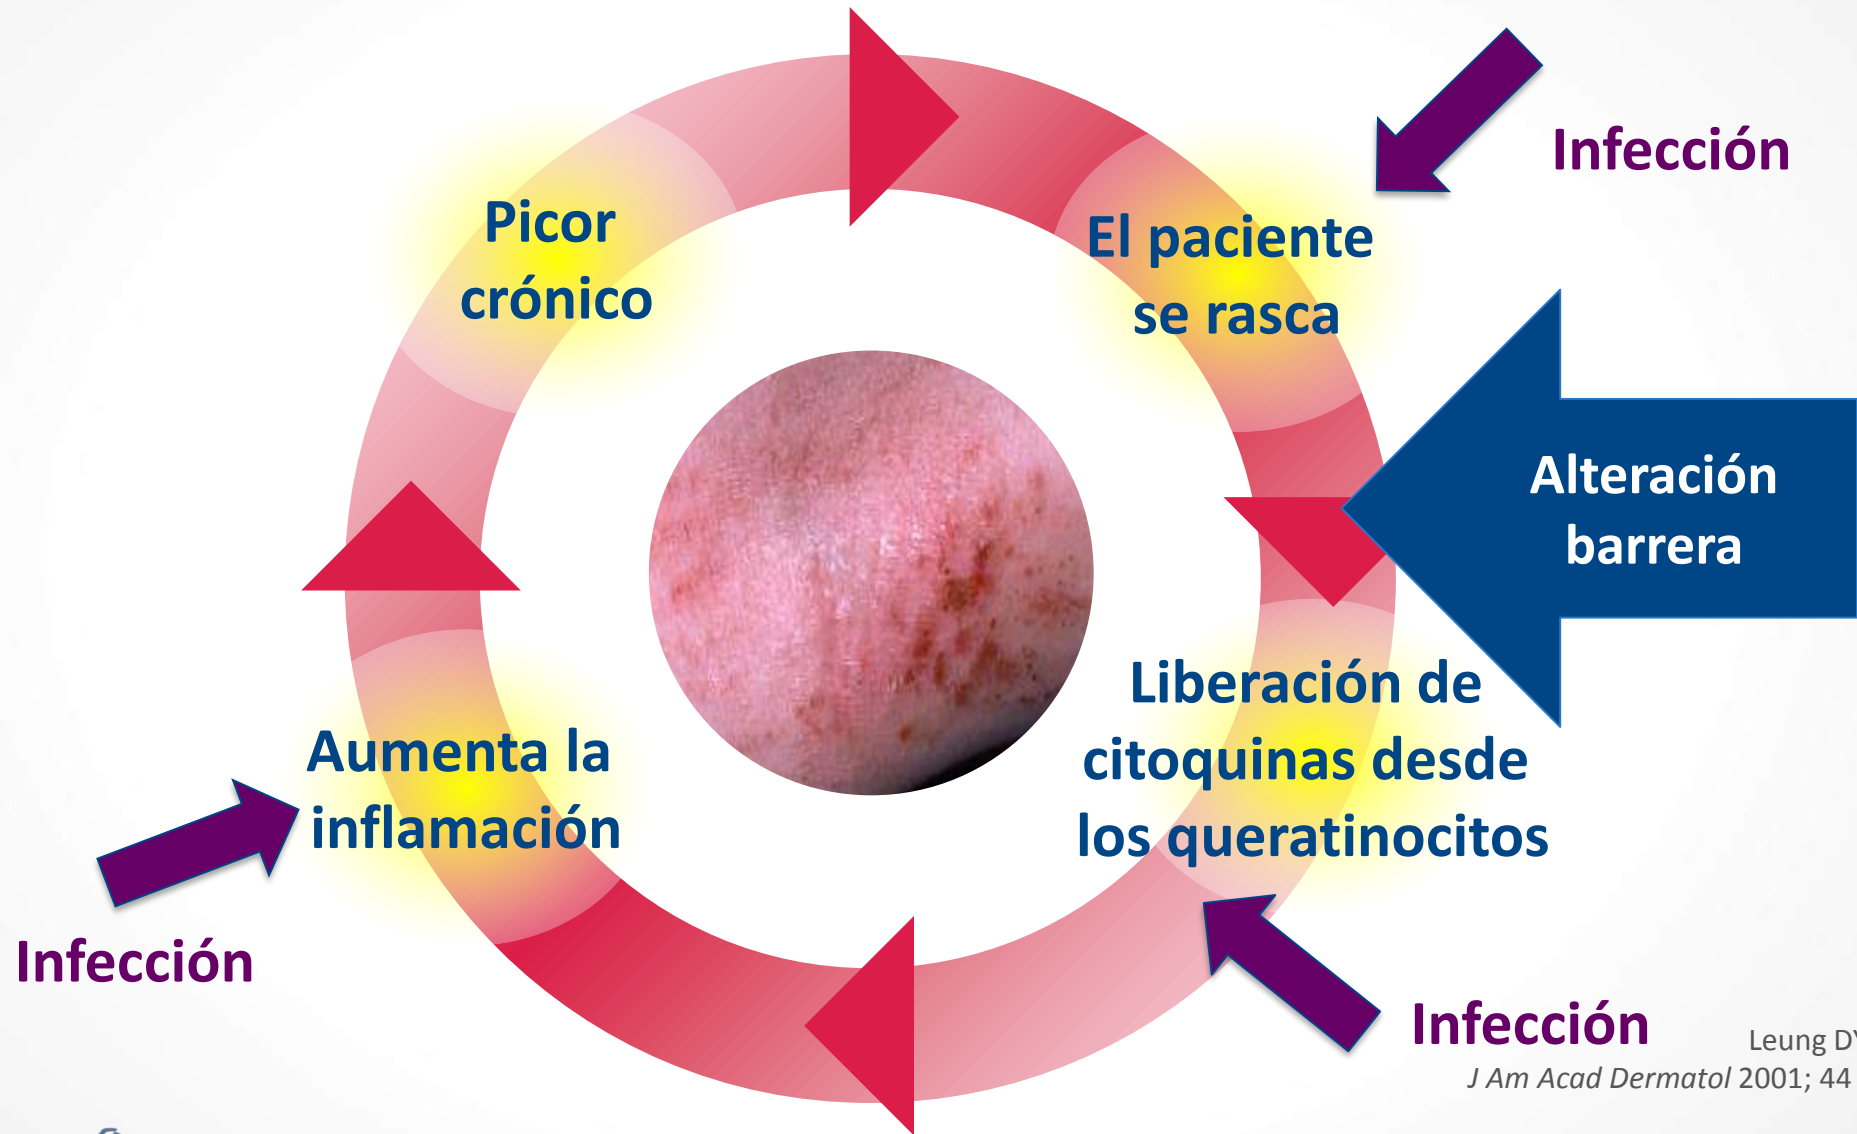 Infección
Picor
crónico
El paciente
se rasca
Alteración
barrera
Liberación de
citoquinas desde
los queratinocitos
Aumenta la
inflamación
Infección
Infección
Leung DY
J Am Acad Dermatol 2001; 44